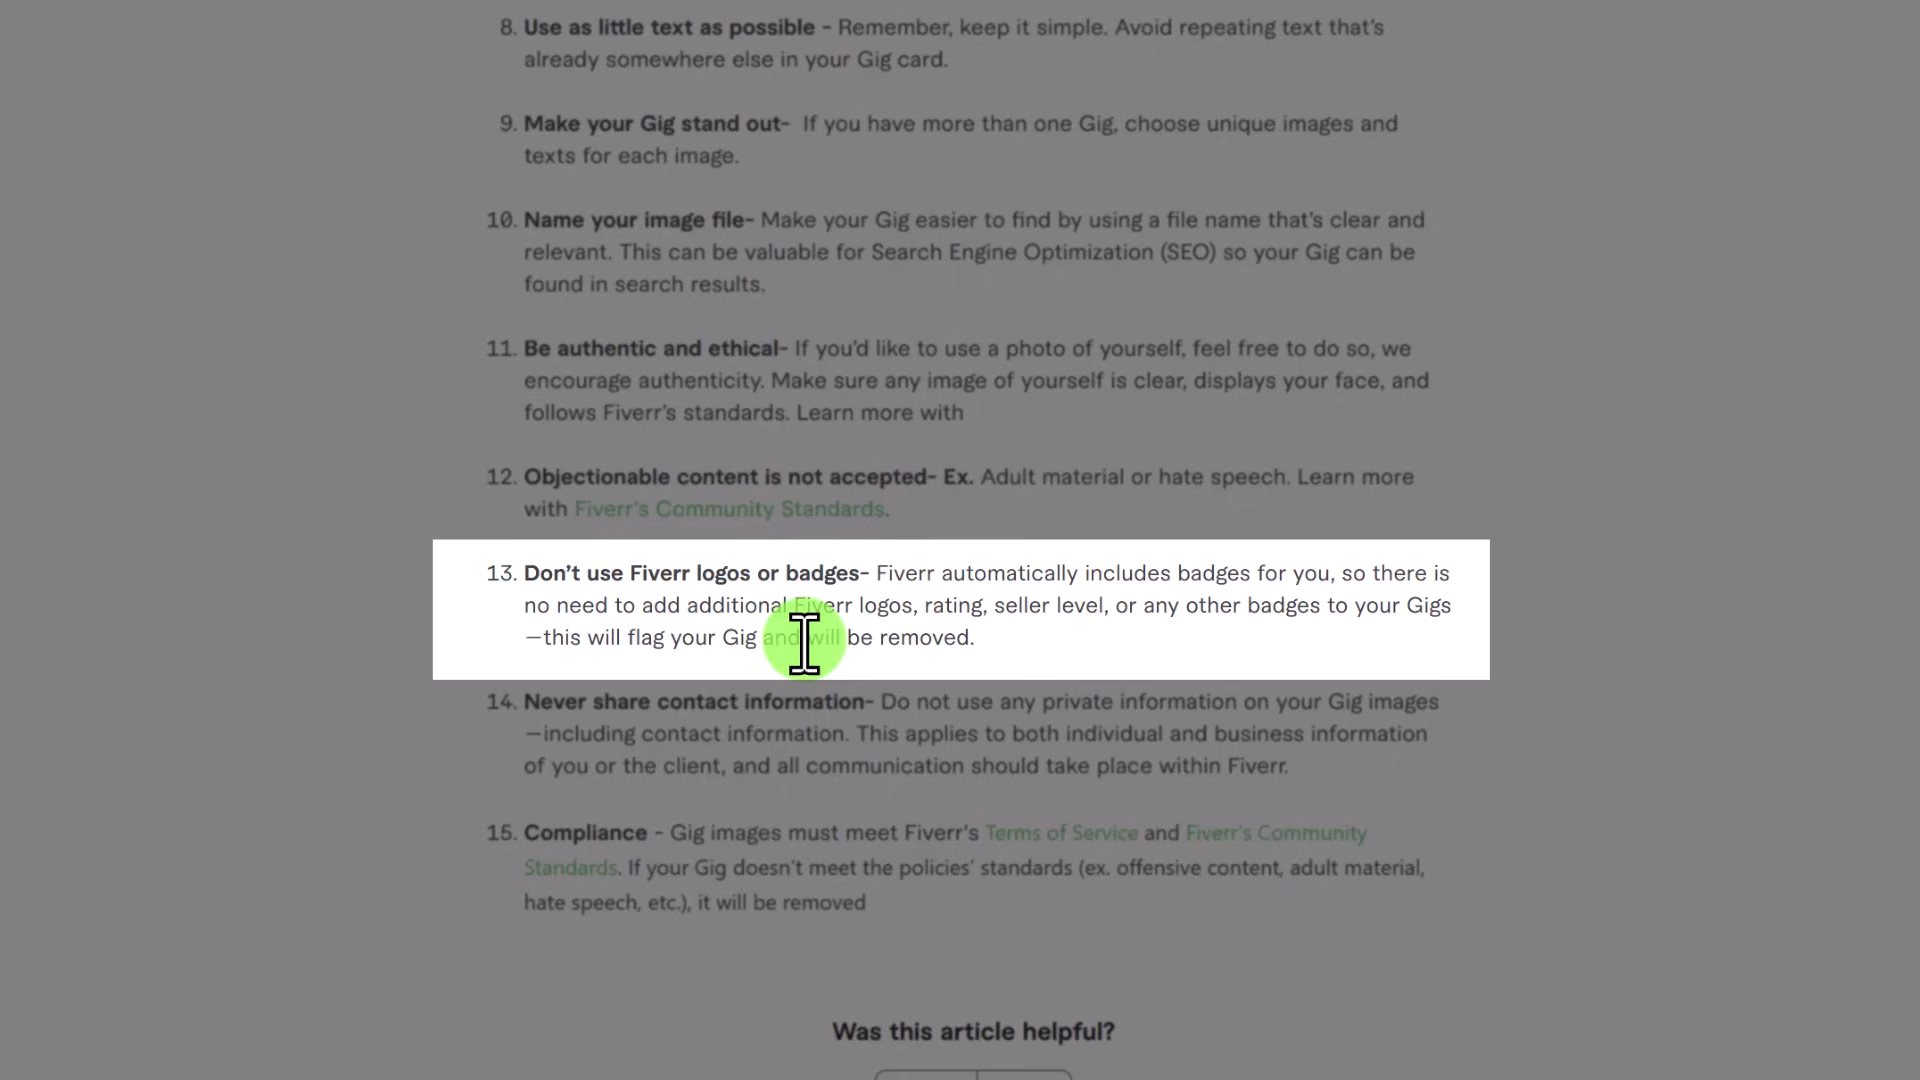 8. Use as little text as possible - Remember, keep it simple. Avoid repeating text that's
already somewhere else in your Gig card.
9. Make your Gig stand out- If you have more than one Gig, choose unique images and
texts for each image.
10. Name your image file- Make your Gig easier to find by using a file name that's clear and
relevant. This can be valuable for Search Engine Optimization (SEO) so your Gig can be
found in search results.
11. Be authentic and ethical- If you'd like to use a photo of yourself, feel free to do so, we
encourage authenticity. Make sure any image of yourself is clear, displays your face, and
follows Fiverr's standards. Learn more with
12. Objectionable content is not accepted- Ex. Adult material or hate speech. Learn more
with Fiverr's Community Standards.
13. Don't use Fiverr logos or badges- Fiverr automatically includes badges for you, so there is
no need to add additional Fiverr logos, rating, seller level, or any other badges to your Gigs
—this will flag your Gig and will be removed.
14. Never share contact information- Do not use any private information on your Gig images
—including contact information. This applies to both individual and business information
of you or the client, and all communication should take place within Fiverr.
15. Compliance - Gig images must meet Fiverr's Terms of Service and Fiverr's Community
Standards. If your Gig doesn't meet the policies' standards (ex. offensive content, adult material,
hate speech, etc.), it will be removed
Was this article helpful?